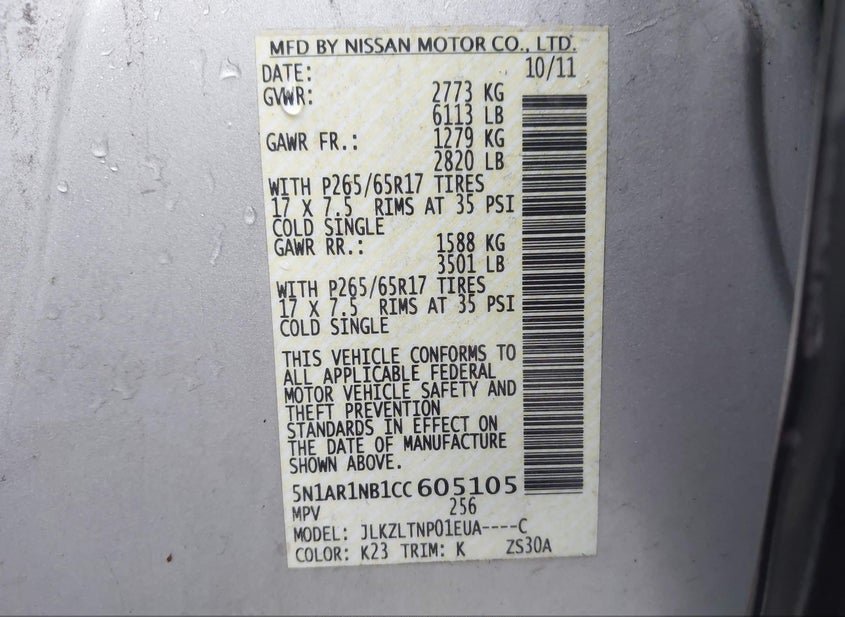 MFD BY NISSAN MOTOR CO., LTD.
DATE: 10/11
GVWR: 2773 KG
6113 LB
GAWR FR.: 1279 KG
2820 LB
WITH P265/65R17 TIRES
17 X 7.5 RIMS AT 35 PSI
COLD SINGLE
GAWR RR.: 1588 KG
3501 LB
WITH P265/65R17 TIRES
17 X 7.5 RIMS AT 35 PSI
COLD SINGLE
THIS VEHICLE CONFORMS TO
ALL APPLICABLE FEDERAL
MOTOR VEHICLE SAFETY AND
THEFT PREVENTION
STANDARDS IN EFFECT ON
THE DATE OF MANUFACTURE
SHOWN ABOVE.
5N1AR1NB1CC605105
MPV 256
MODEL: JLKZLTNP01EUA----C
COLOR: K23 TRIM: K ZS30A